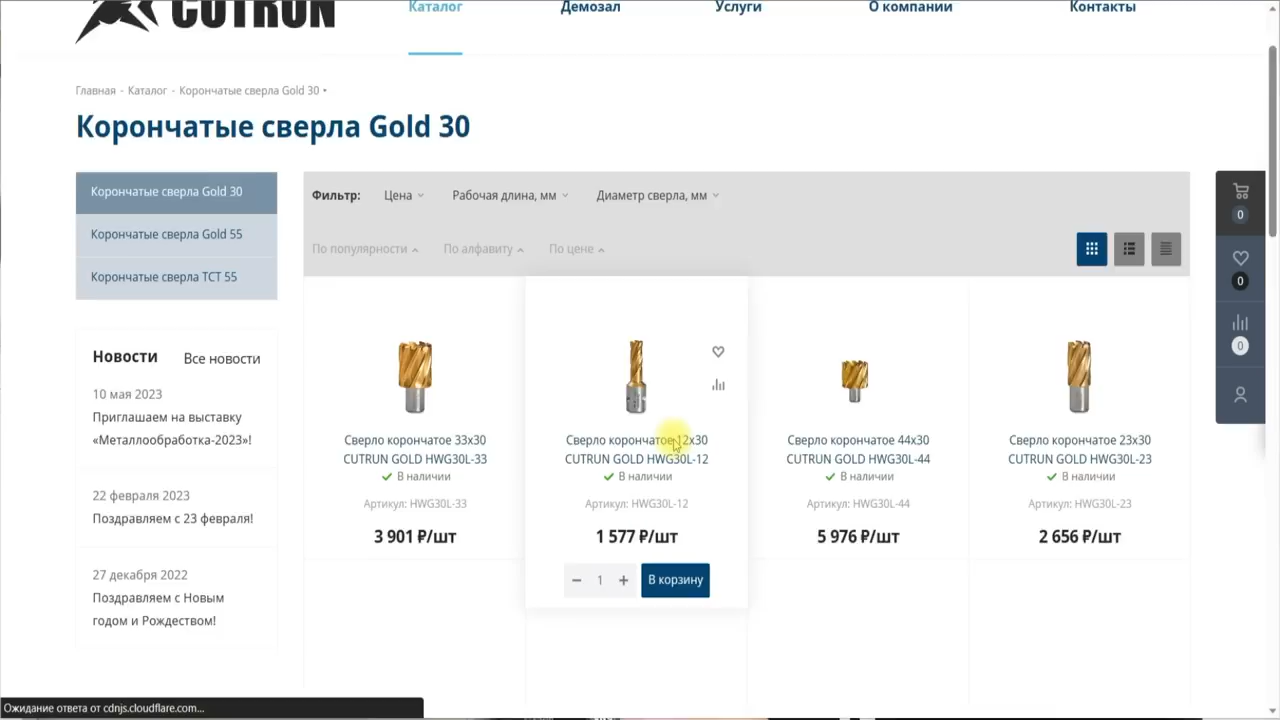 CUTRUN
Каталог
Демозал
Услуги
О компании
Контакты
Главная - Каталог - Корончатые сверла Gold 30 •
Корончатые сверла Gold 30
Корончатые сверла Gold 30
Корончатые сверла Gold 55
Корончатые сверла TCT 55
Фильтр: Цена Рабочая длина, мм Диаметр сверла, мм
По популярности По алфавиту По цене
0
0
0
Новости Все новости
10 мая 2023
Приглашаем на выставку
«Металлообработка-2023»!
22 февраля 2023
Поздравляем с 23 февраля!
27 декабря 2022
Поздравляем с Новым
годом и Рождеством!
Сверло корончатое 33x30
CUTRUN GOLD HWG30L-33
В наличии
Артикул: HWG30L-33
3 901 ₽/шт
Сверло корончатое 12x30
CUTRUN GOLD HWG30L-12
В наличии
Артикул: HWG30L-12
1 577 ₽/шт
− 1 + В корзину
Сверло корончатое 44x30
CUTRUN GOLD HWG30L-44
В наличии
Артикул: HWG30L-44
5 976 ₽/шт
Сверло корончатое 23x30
CUTRUN GOLD HWG30L-23
В наличии
Артикул: HWG30L-23
2 656 ₽/шт
Ожидание ответа от cdnjs.cloudflare.com...